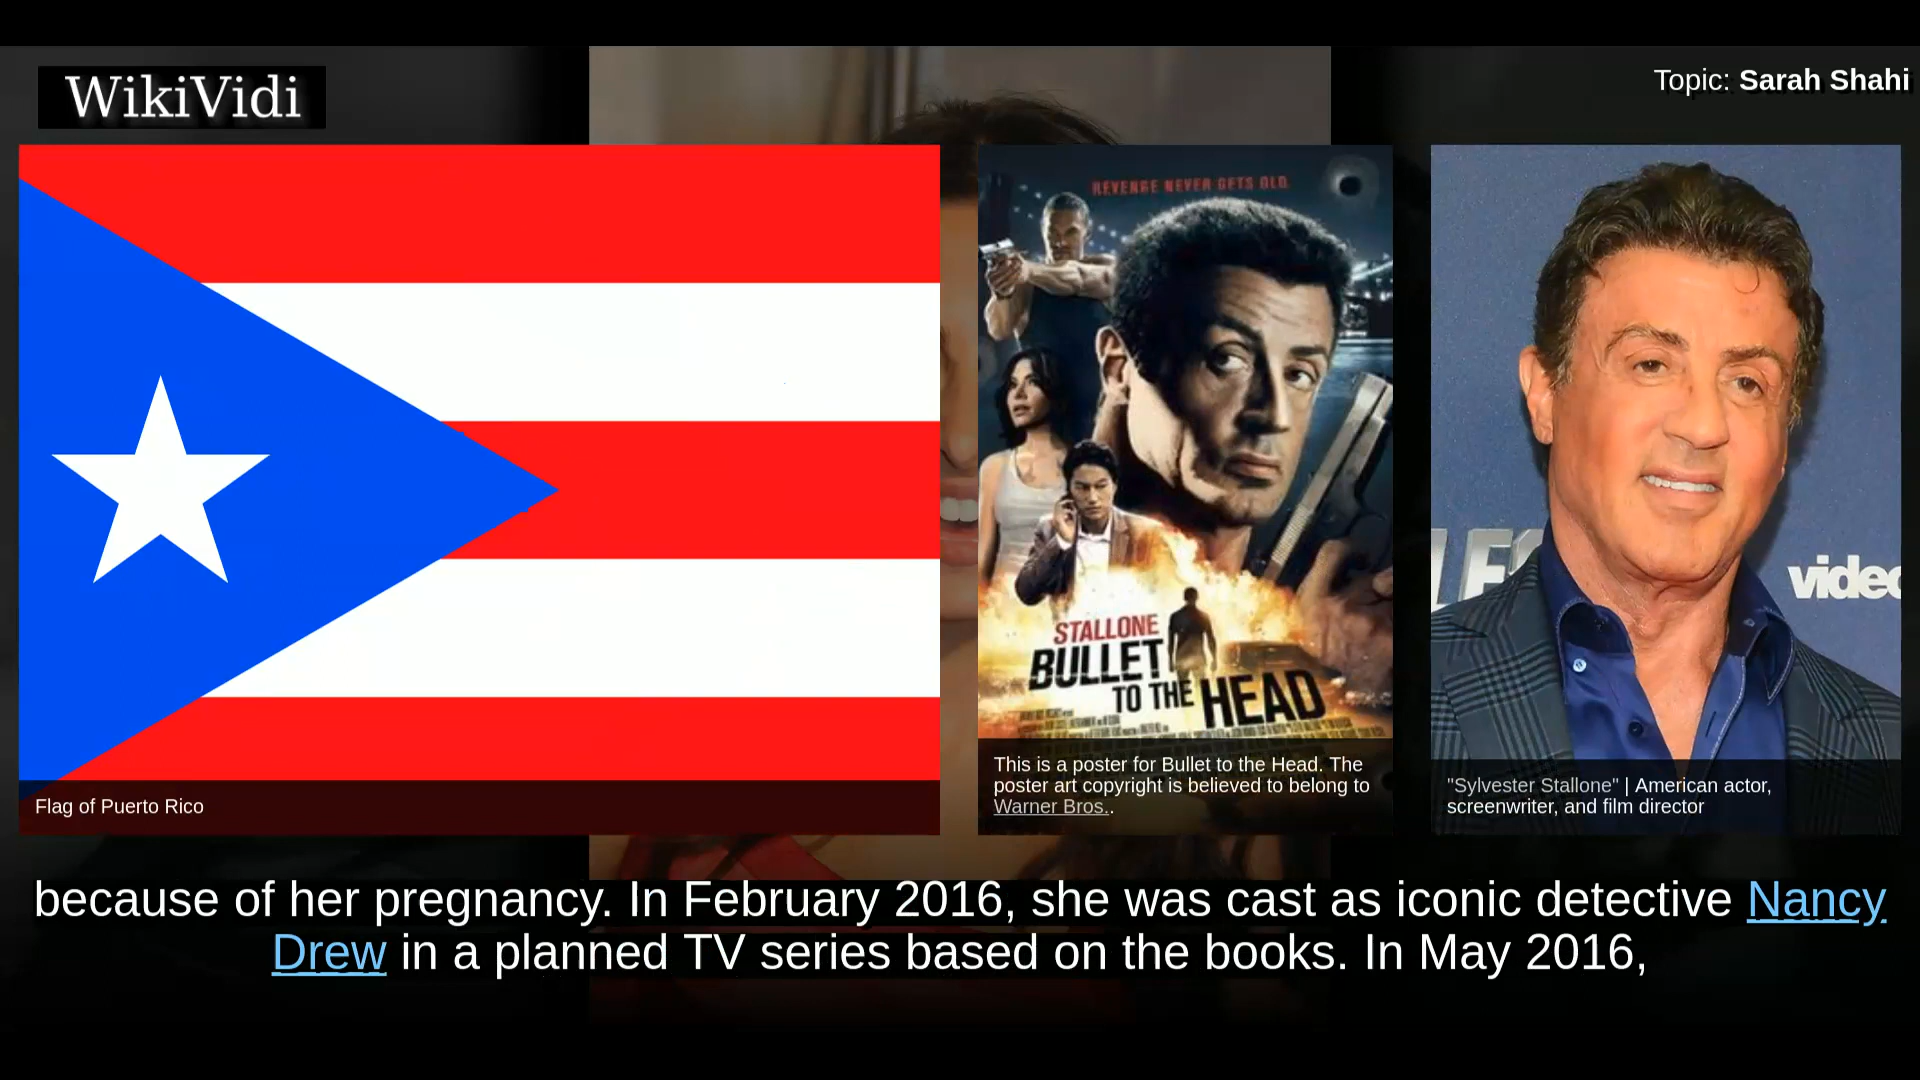 WikiVidi
Topic: Sarah Shahi
REVENGE NEVER GETS OLD.
STALLONE
BULLET
TO THE HEAD
video
Flag of Puerto Rico
This is a poster for Bullet to the Head. The
poster art copyright is believed to belong to
Warner Bros..
"Sylvester Stallone" | American actor,
screenwriter, and film director
because of her pregnancy. In February 2016, she was cast as iconic detective Nancy
Drew in a planned TV series based on the books. In May 2016,